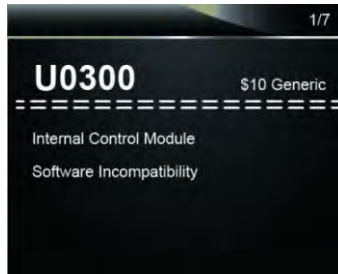 1/7
U0300
$10 Generic
Internal Control Module
Software Incompatibility